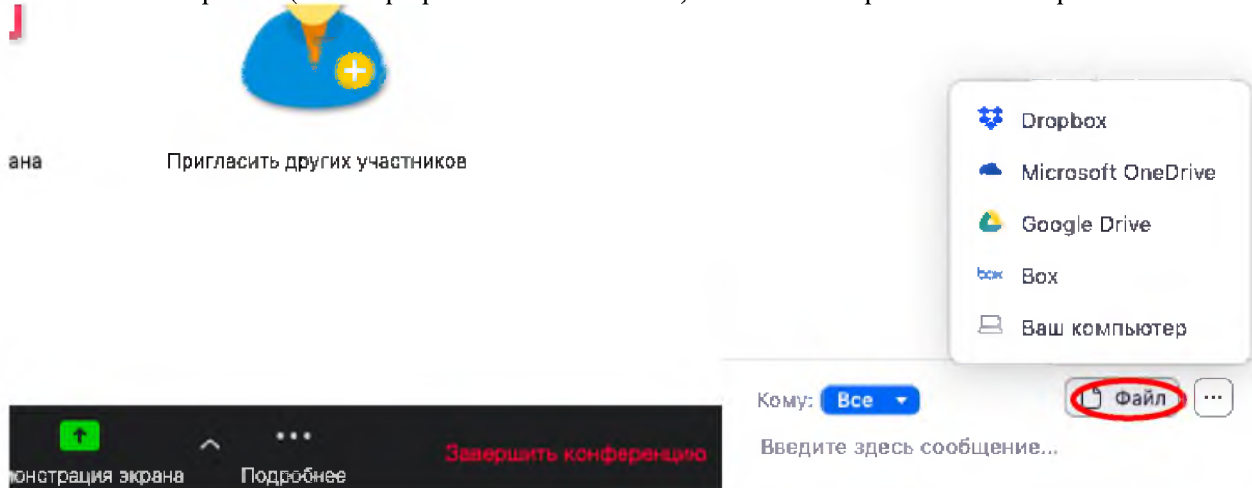 ана
Пригласить других участников
Dropbox
Microsoft OneDrive
Google Drive
box Box
Ваш компьютер
Кому: Все
Файл
Введите здесь сообщение...
Завершить конференцию
онстрация экрана
Подробнее